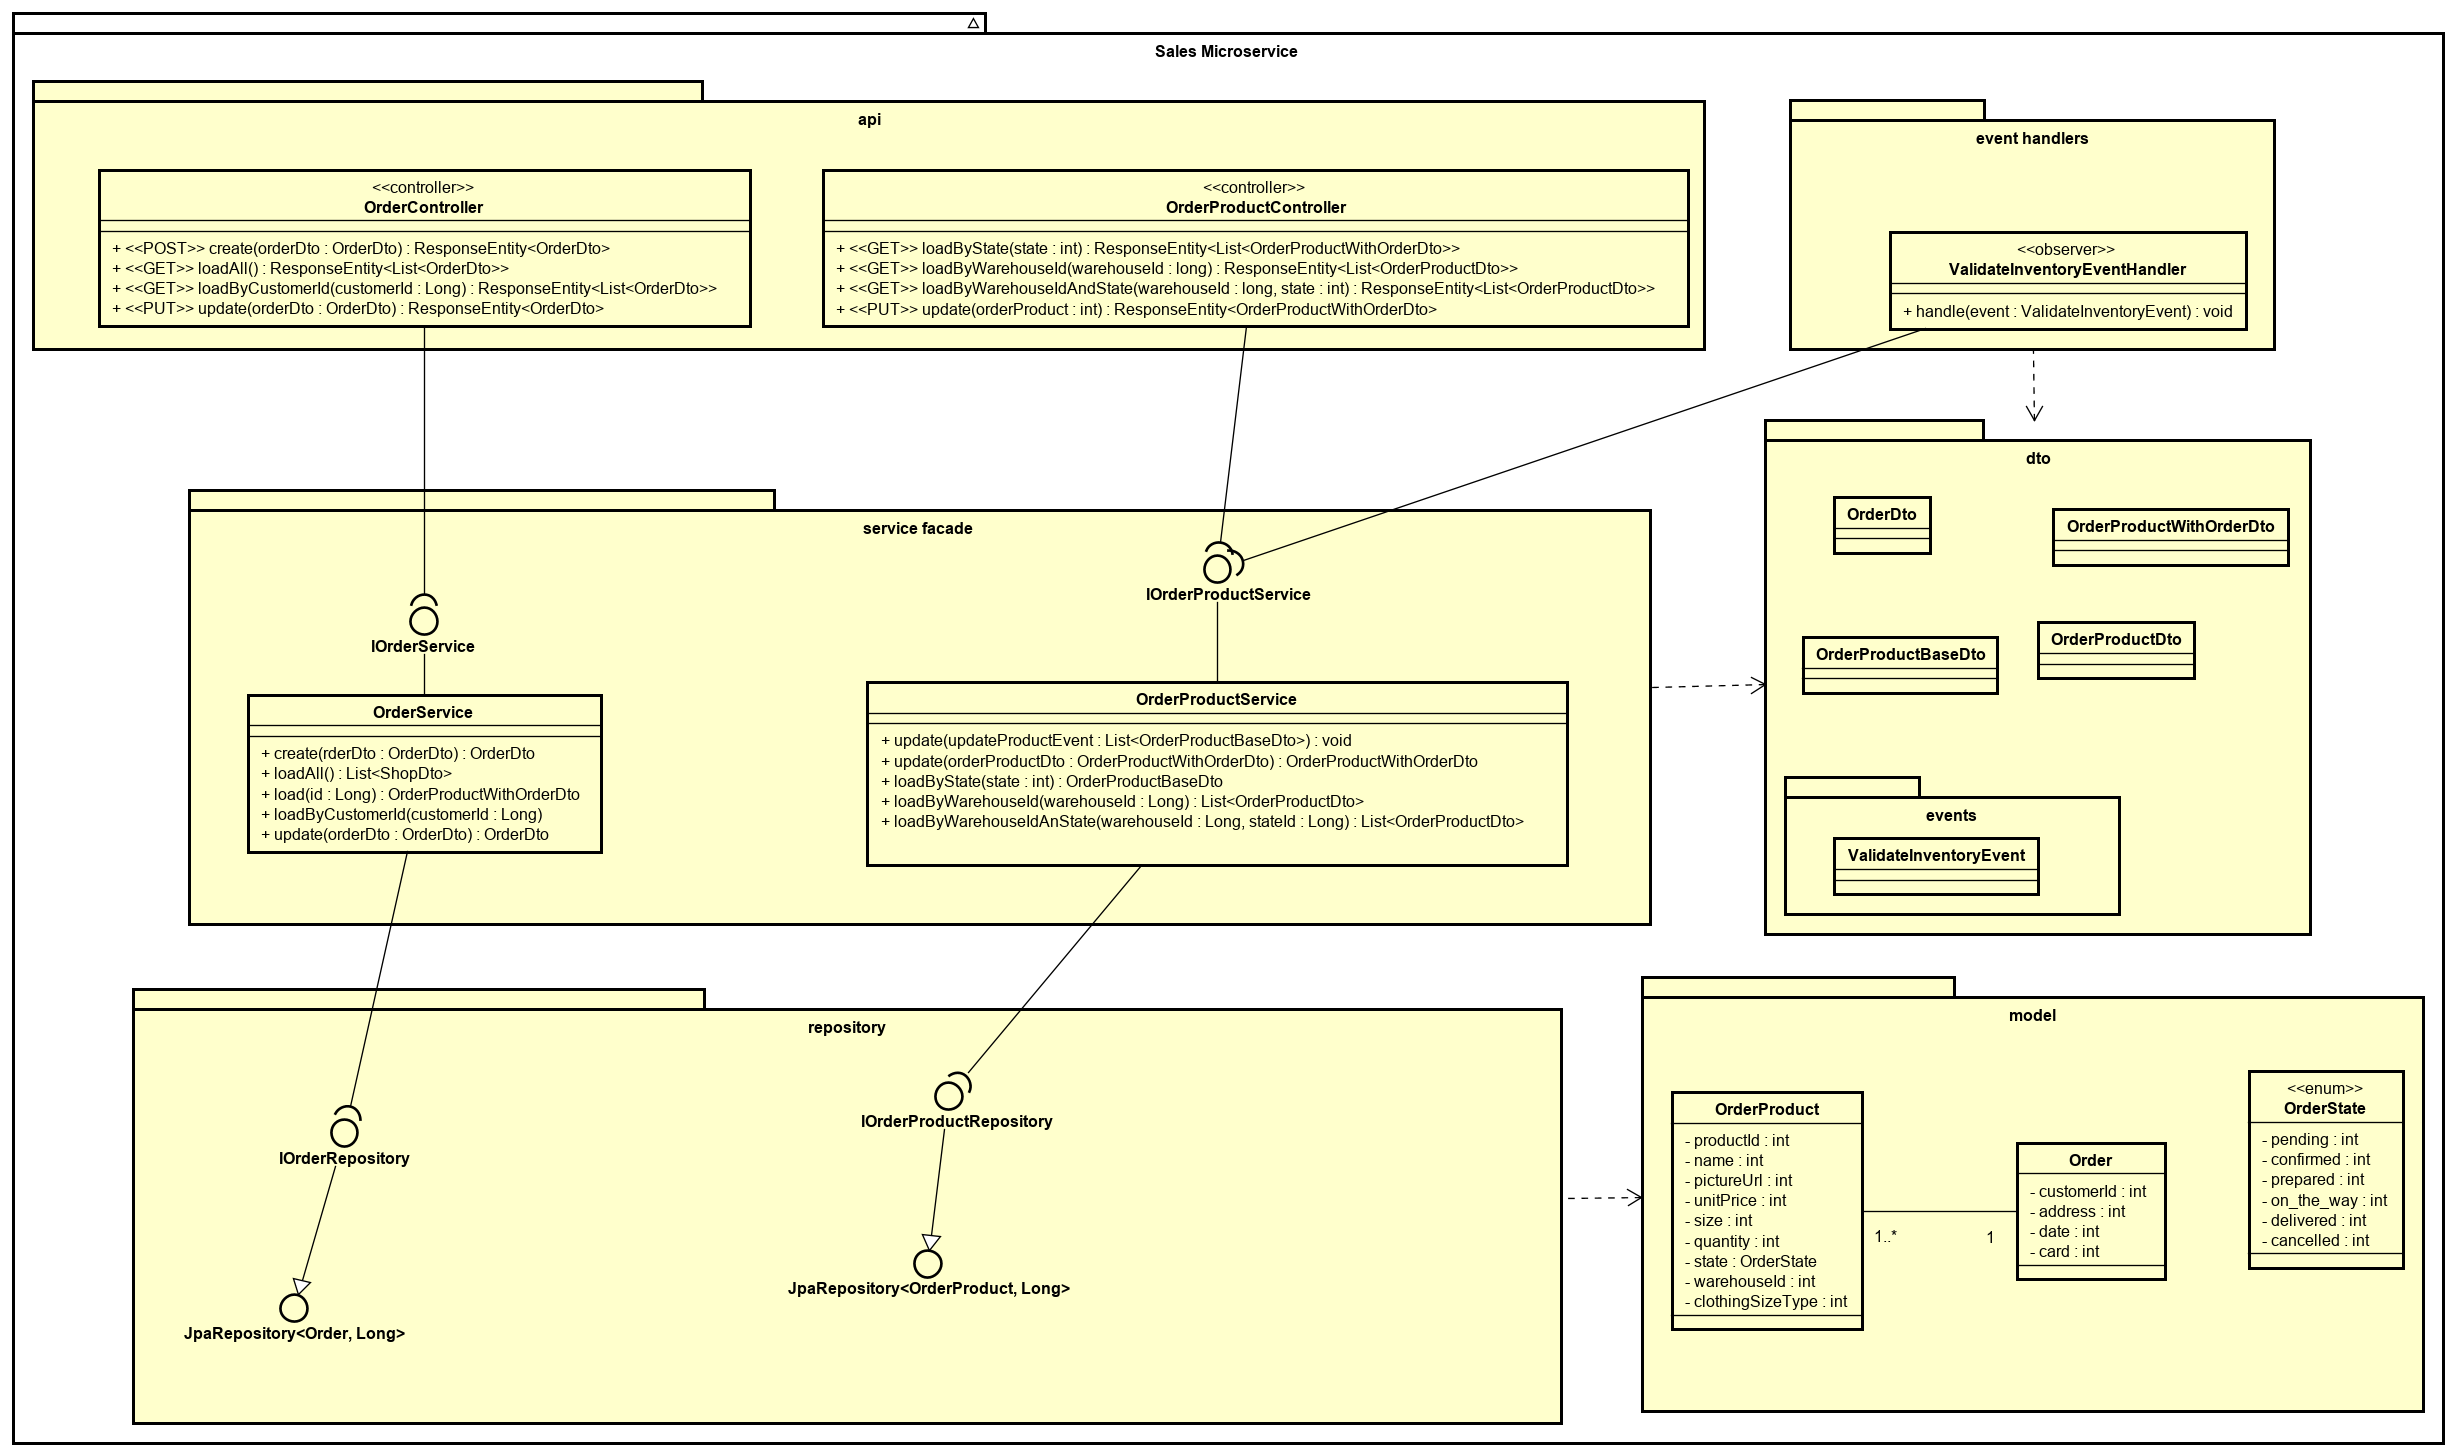 Sales Microservice
api
<<controller>>
OrderController
+ <<POST>> create(orderDto : OrderDto) : ResponseEntity<OrderDto>
+ <<GET>> loadAll() : ResponseEntity<List<OrderDto>>
+ <<GET>> loadByCustomerId(customerId : Long) : ResponseEntity<List<OrderDto>>
+ <<PUT>> update(orderDto : OrderDto) : ResponseEntity<OrderDto>
<<controller>>
OrderProductController
+ <<GET>> loadByState(state : int) : ResponseEntity<List<OrderProductWithOrderDto>>
+ <<GET>> loadByWarehouseId(warehouseId : long) : ResponseEntity<List<OrderProductDto>>
+ <<GET>> loadByWarehouseIdAndState(warehouseId : long, state : int) : ResponseEntity<List<OrderProductDto>>
+ <<PUT>> update(orderProduct : int) : ResponseEntity<OrderProductWithOrderDto>
event handlers
<<observer>>
ValidateInventoryEventHandler
+ handle(event : ValidateInventoryEvent) : void
service facade
IOrderService
IOrderProductService
OrderService
+ create(rderDto : OrderDto) : OrderDto
+ loadAll() : List<ShopDto>
+ load(id : Long) : OrderProductWithOrderDto
+ loadByCustomerId(customerId : Long)
+ update(orderDto : OrderDto) : OrderDto
OrderProductService
+ update(updateProductEvent : List<OrderProductBaseDto>) : void
+ update(orderProductDto : OrderProductWithOrderDto) : OrderProductWithOrderDto
+ loadByState(state : int) : OrderProductBaseDto
+ loadByWarehouseId(warehouseId : Long) : List<OrderProductDto>
+ loadByWarehouseIdAnState(warehouseId : Long, stateId : Long) : List<OrderProductDto>
dto
OrderDto
OrderProductWithOrderDto
OrderProductBaseDto
OrderProductDto
events
ValidateInventoryEvent
repository
IOrderRepository
IOrderProductRepository
JpaRepository<OrderProduct, Long>
JpaRepository<Order, Long>
model
OrderProduct
- productId : int
- name : int
- pictureUrl : int
- unitPrice : int
- size : int
- quantity : int
- state : OrderState
- warehouseId : int
- clothingSizeType : int
1..*
1
Order
- customerId : int
- address : int
- date : int
- card : int
<<enum>>
OrderState
- pending : int
- confirmed : int
- prepared : int
- on_the_way : int
- delivered : int
- cancelled : int